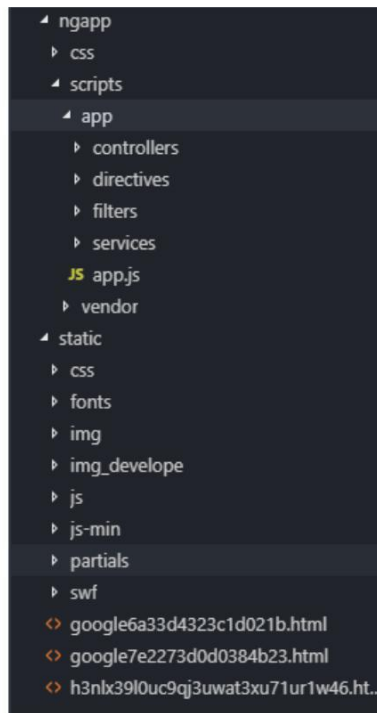 ngapp
css
scripts
app
controllers
directives
filters
services
JS app.js
vendor
static
css
fonts
img
img_develope
js
js-min
partials
swf
<> google6a33d4323c1d021b.html
<> google7e2273d0d0384b23.html
<> h3nlx39l0uc9qj3uwat3xu71ur1w46.ht...